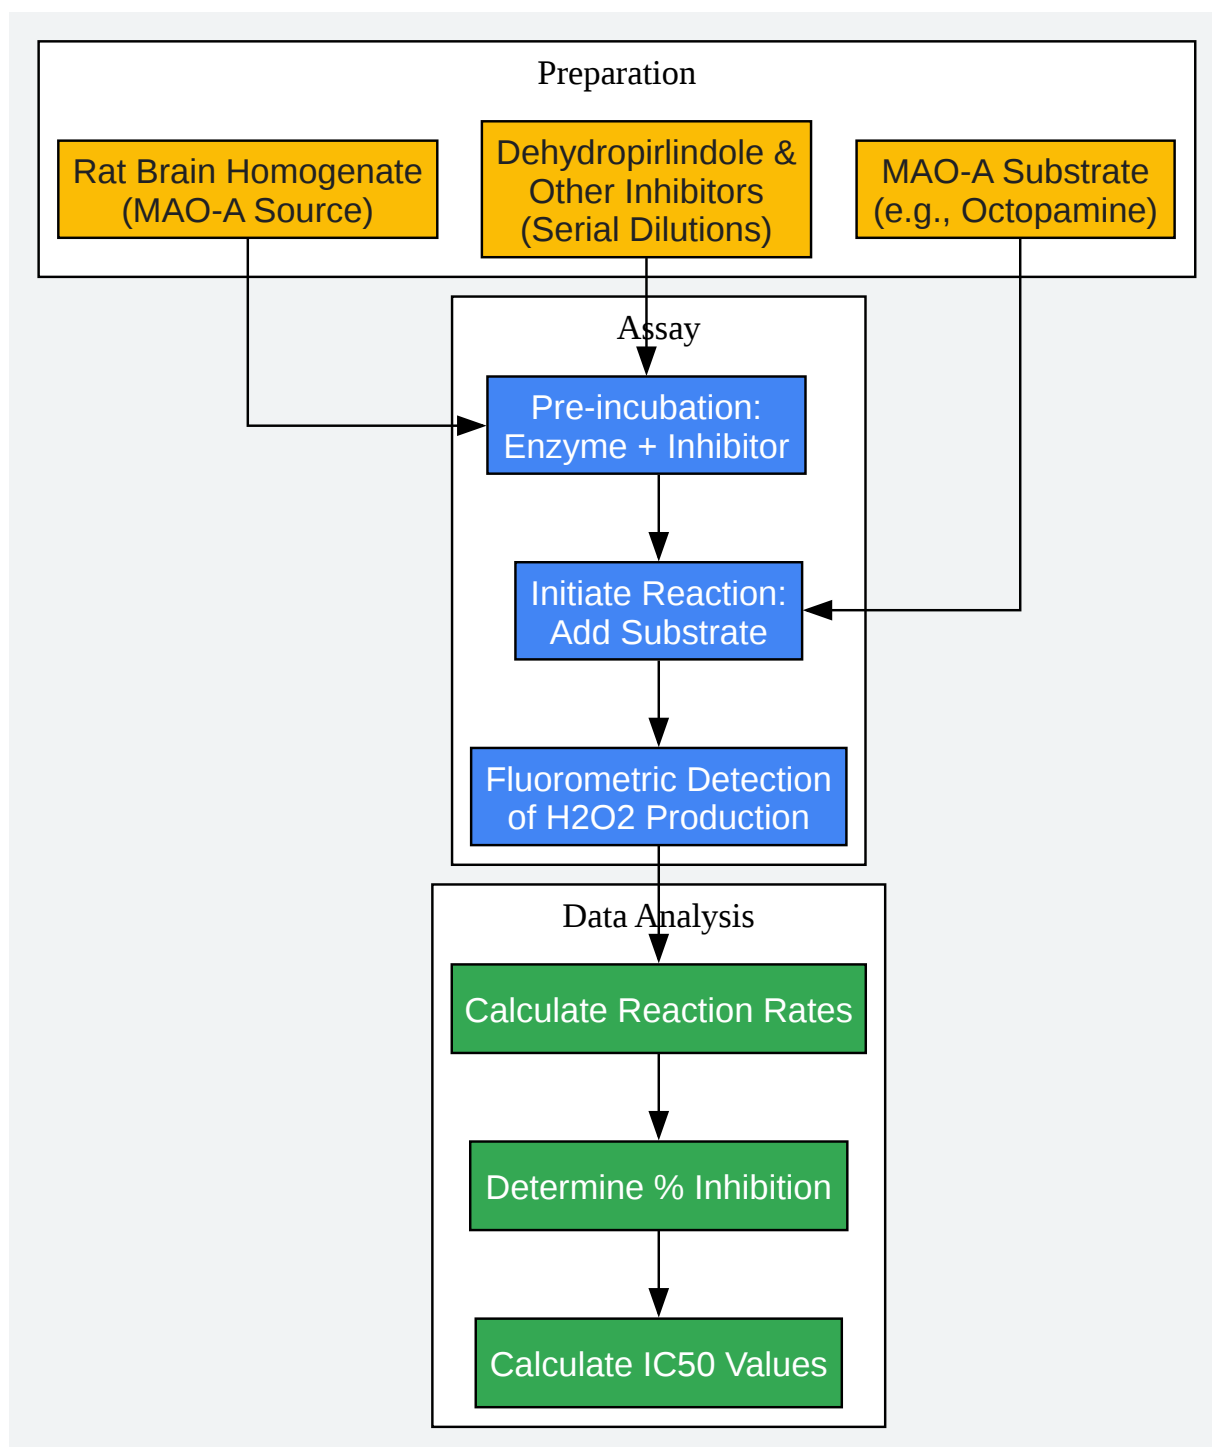 Preparation
Rat Brain Homogenate
(MAO-A Source)
Dehydropirlindole &
Other Inhibitors
(Serial Dilutions)
MAO-A Substrate
(e.g., Octopamine)
Assay
Pre-incubation:
Enzyme + Inhibitor
Initiate Reaction:
Add Substrate
Fluorometric Detection
of H2O2 Production
Data Analysis
Calculate Reaction Rates
Determine % Inhibition
Calculate IC50 Values